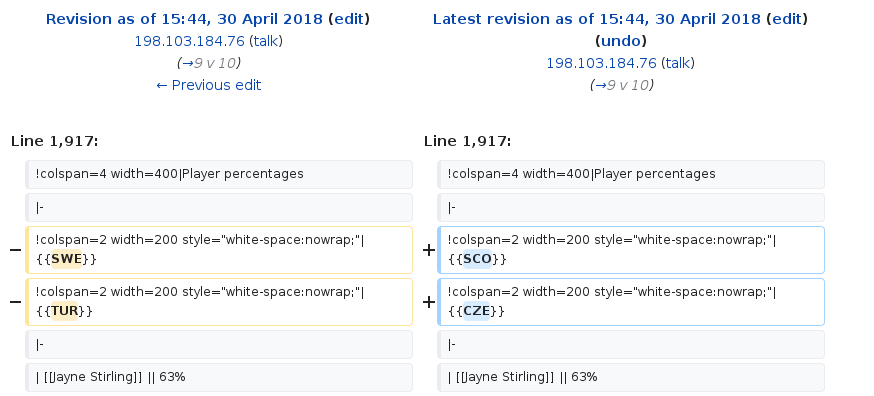 Revision as of 15:44, 30 April 2018 (edit)
198.103.184.76 (talk)
(→9 v 10)
← Previous edit
Latest revision as of 15:44, 30 April 2018 (edit)
(undo)
198.103.184.76 (talk)
(→9 v 10)
Line 1,917:
Line 1,917:
!colspan=4 width=400|Player percentages
!colspan=4 width=400|Player percentages
|-
|-
− !colspan=2 width=200 style="white-space:nowrap;"|
{{SWE}}
+ !colspan=2 width=200 style="white-space:nowrap;"|
{{SCO}}
− !colspan=2 width=200 style="white-space:nowrap;"|
{{TUR}}
+ !colspan=2 width=200 style="white-space:nowrap;"|
{{CZE}}
|-
|-
| [[Jayne Stirling]] || 63%
| [[Jayne Stirling]] || 63%